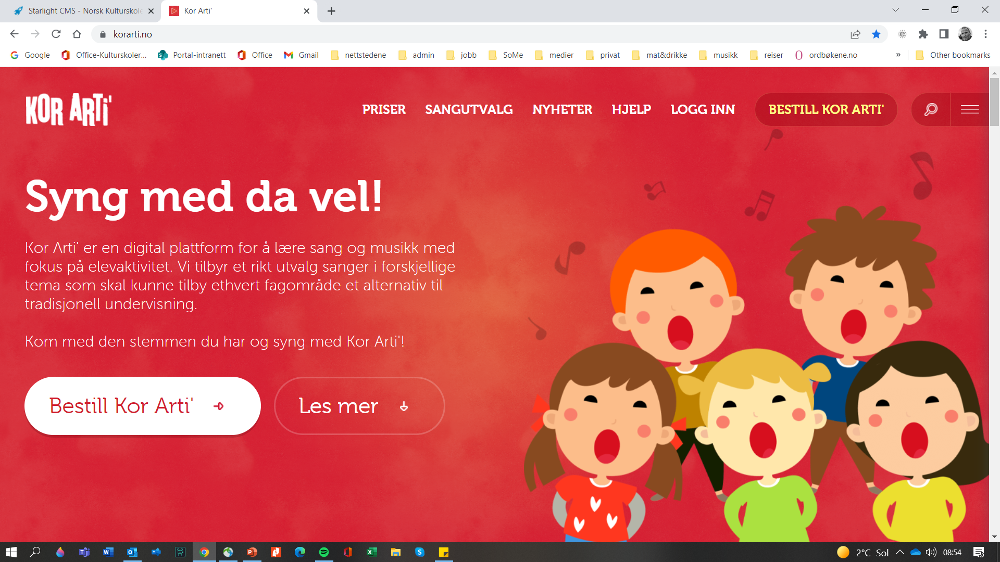 Starlight CMS - Norsk Kulturskole
Kor Arti'
korarti.no
Google
Office-Kulturskoler...
Portal-intranett
Office
Gmail
nettstedene
admin
jobb
SoMe
medier
privat
mat&drikke
musikk
reiser
ordbøkene.no
»
Other bookmarks
KOR ARTi'
PRISER
SANGUTVALG
NYHETER
HJELP
LOGG INN
BESTILL KOR ARTI'
Syng med da vel!
Kor Arti' er en digital plattform for å lære sang og musikk med
fokus på elevaktivitet. Vi tilbyr et rikt utvalg sanger i forskjellige
tema som skal kunne tilby ethvert fagområde et alternativ til
tradisjonell undervisning.
Kom med den stemmen du har og syng med Kor Arti'!
Bestill Kor Arti'
Les mer
2°C Sol
08:54